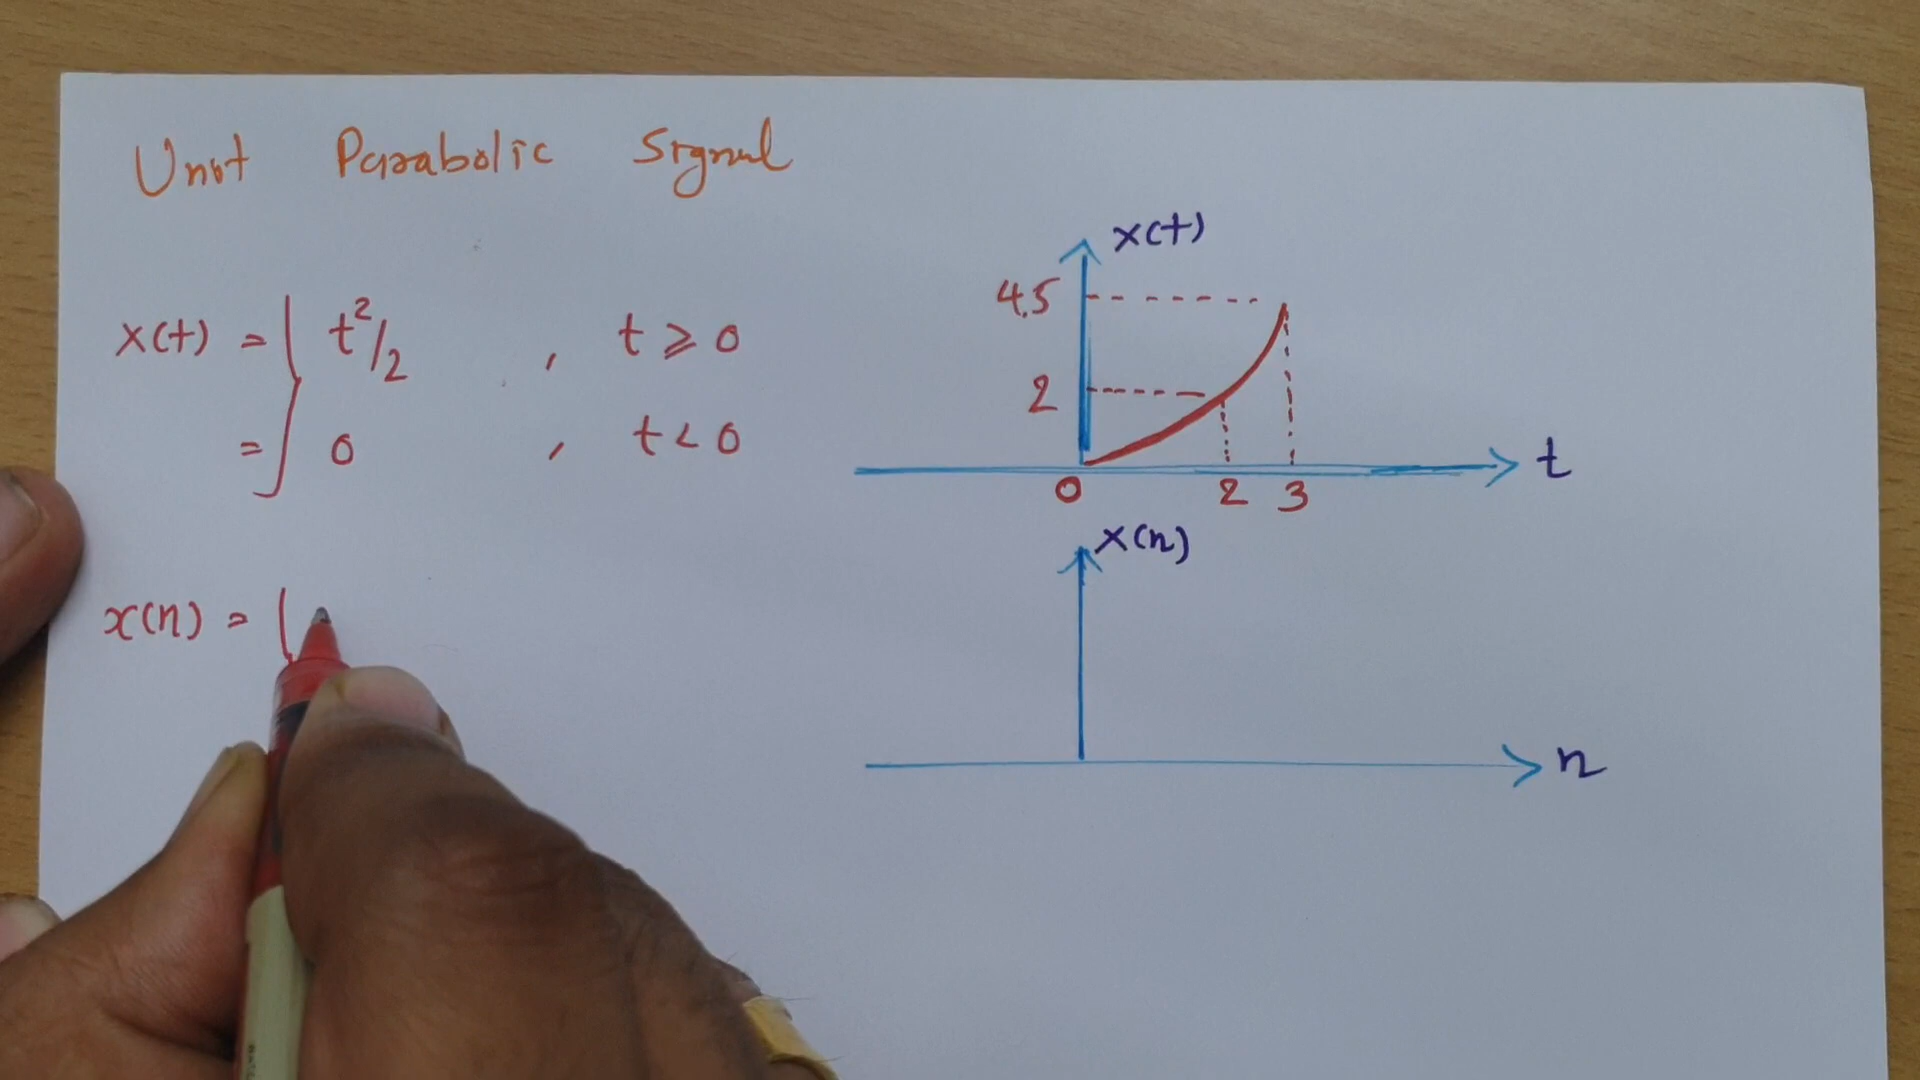 Unit Parabolic Signal
x(t) = { t²/2 , t ≥ 0
= 0 , t < 0
x(n) =
x(t)
4.5
2
0 2 3
t
x(n)
n